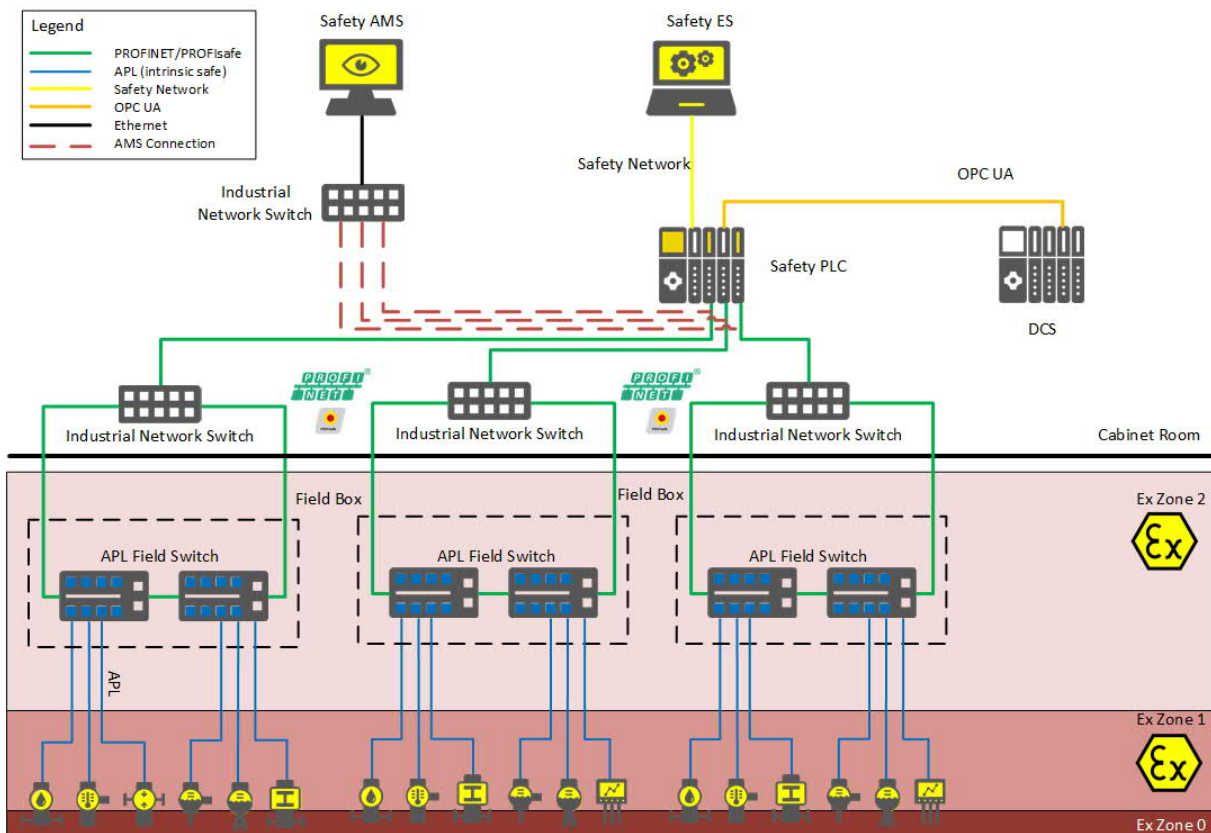 Legend
PROFINET/PROFIsafe
APL (intrinsic safe)
Safety Network
OPC UA
Ethernet
AMS Connection
Safety AMS
Safety ES
Industrial
Network Switch
Safety Network
OPC UA
Safety PLC
DCS
PROFI
NET
®
PROFI
NET
®
Industrial Network Switch
Industrial Network Switch
Industrial Network Switch
Cabinet Room
Field Box
Field Box
Ex Zone 2
Ex
APL Field Switch
APL Field Switch
APL Field Switch
APL
Ex Zone 1
Ex
Ex Zone 0